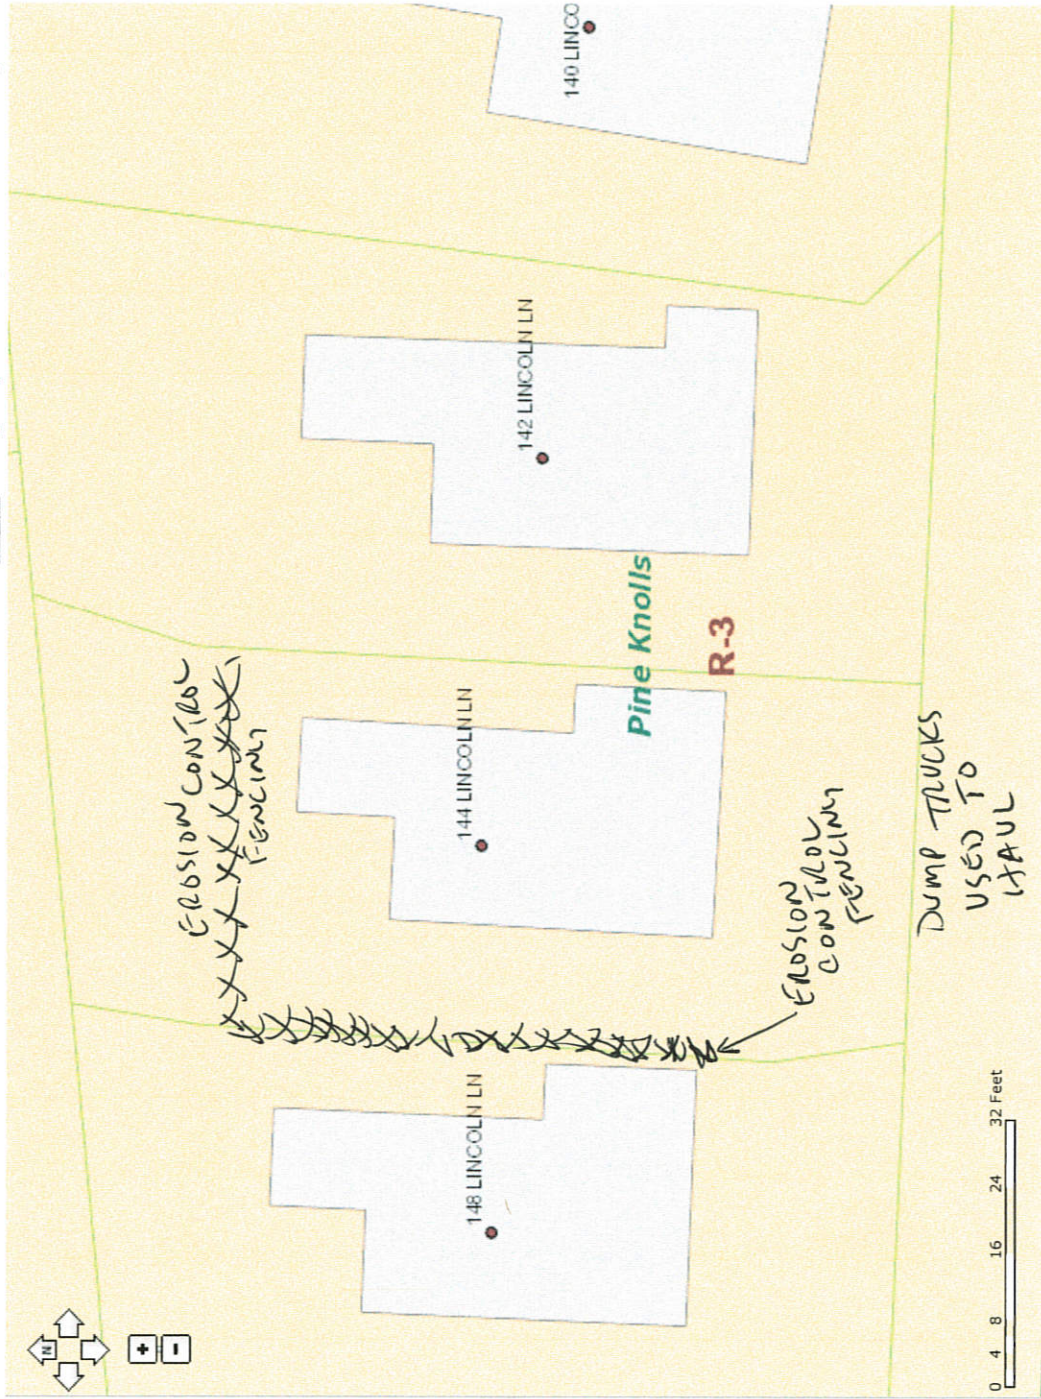 EROSION CONTROL
FENCING
140 LINCO
142 LINCOLN LN
144 LINCOLN LN
148 LINCOLN LN
Pine Knolls
R-3
EROSION
CONTROL
FENCING
DUMP TRUCKS
USED TO
HAUL
N
+
-
0 4 8 16 24 32 Feet